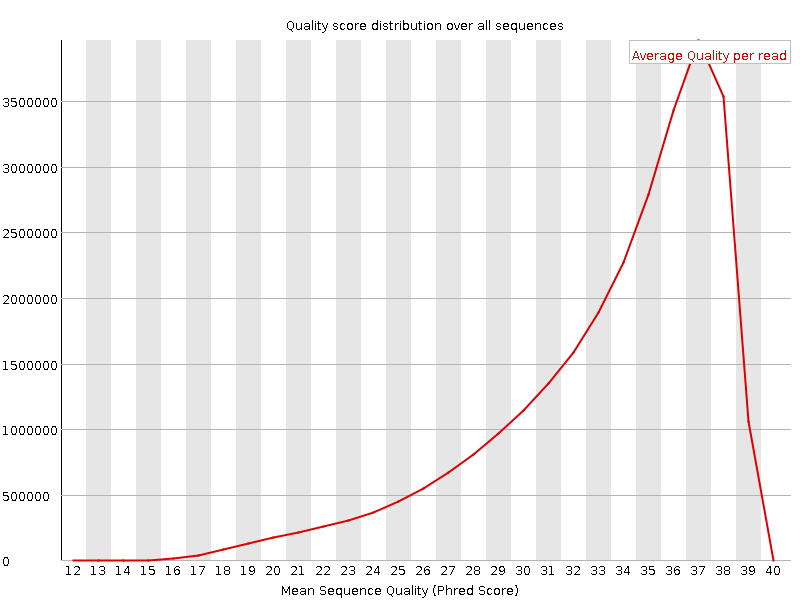 Quality score distribution over all sequences
Average Quality per read
3500000
3000000
2500000
2000000
1500000
1000000
500000
0
12 13 14 15 16 17 18 19 20 21 22 23 24 25 26 27 28 29 30 31 32 33 34 35 36 37 38 39 40
Mean Sequence Quality (Phred Score)